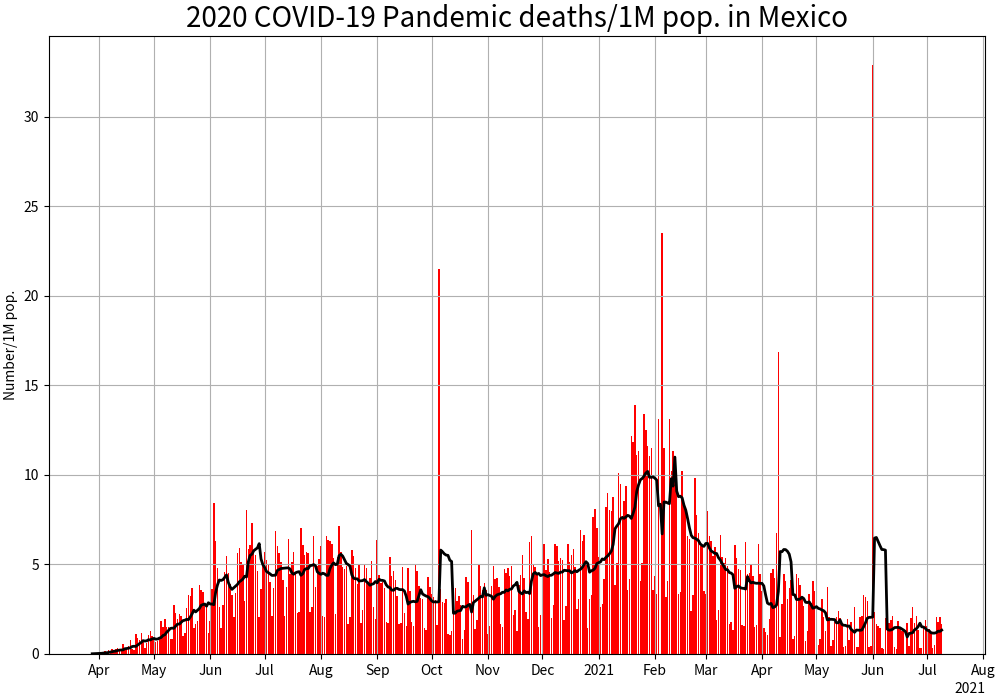 2020 COVID-19 Pandemic deaths/1M pop. in Mexico
Number/1M pop.
30
25
20
15
10
5
0
Apr May Jun Jul Aug Sep Oct Nov Dec 2021 Feb Mar Apr May Jun Jul Aug
2021